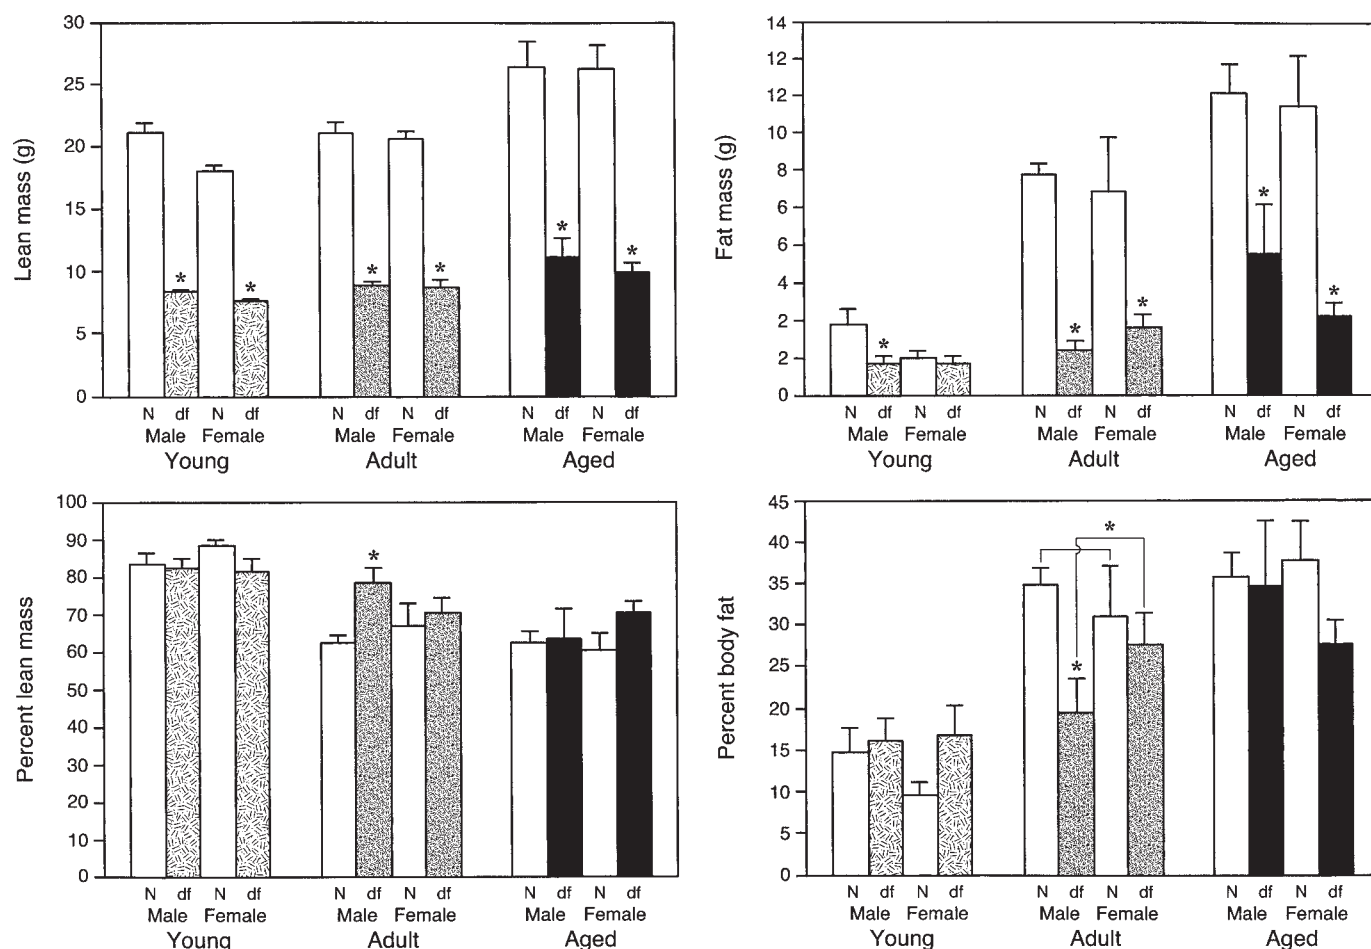 Lean mass (g)
30
25
20
15
10
5
0
* * * * * *
N df N df N df N df N df N df
Male Female Male Female Male Female
Young Adult Aged
Fat mass (g)
14
12
12
10
8
6
6
4
2
2
0
* * * * *
N df N df N df N df N df N df
Male Female Male Female Male Female
Young Adult Aged
Percent lean mass
100
90
80
70
60
50
40
30
20
10
0
*
N df N df N df N df N df N df
Male Female Male Female Male Female
Young Adult Aged
Percent body fat
45
40
35
30
25
20
15
10
5
0
*
*
N df N df N df N df N df N df
Male Female Male Female Male Female
Young Adult Aged